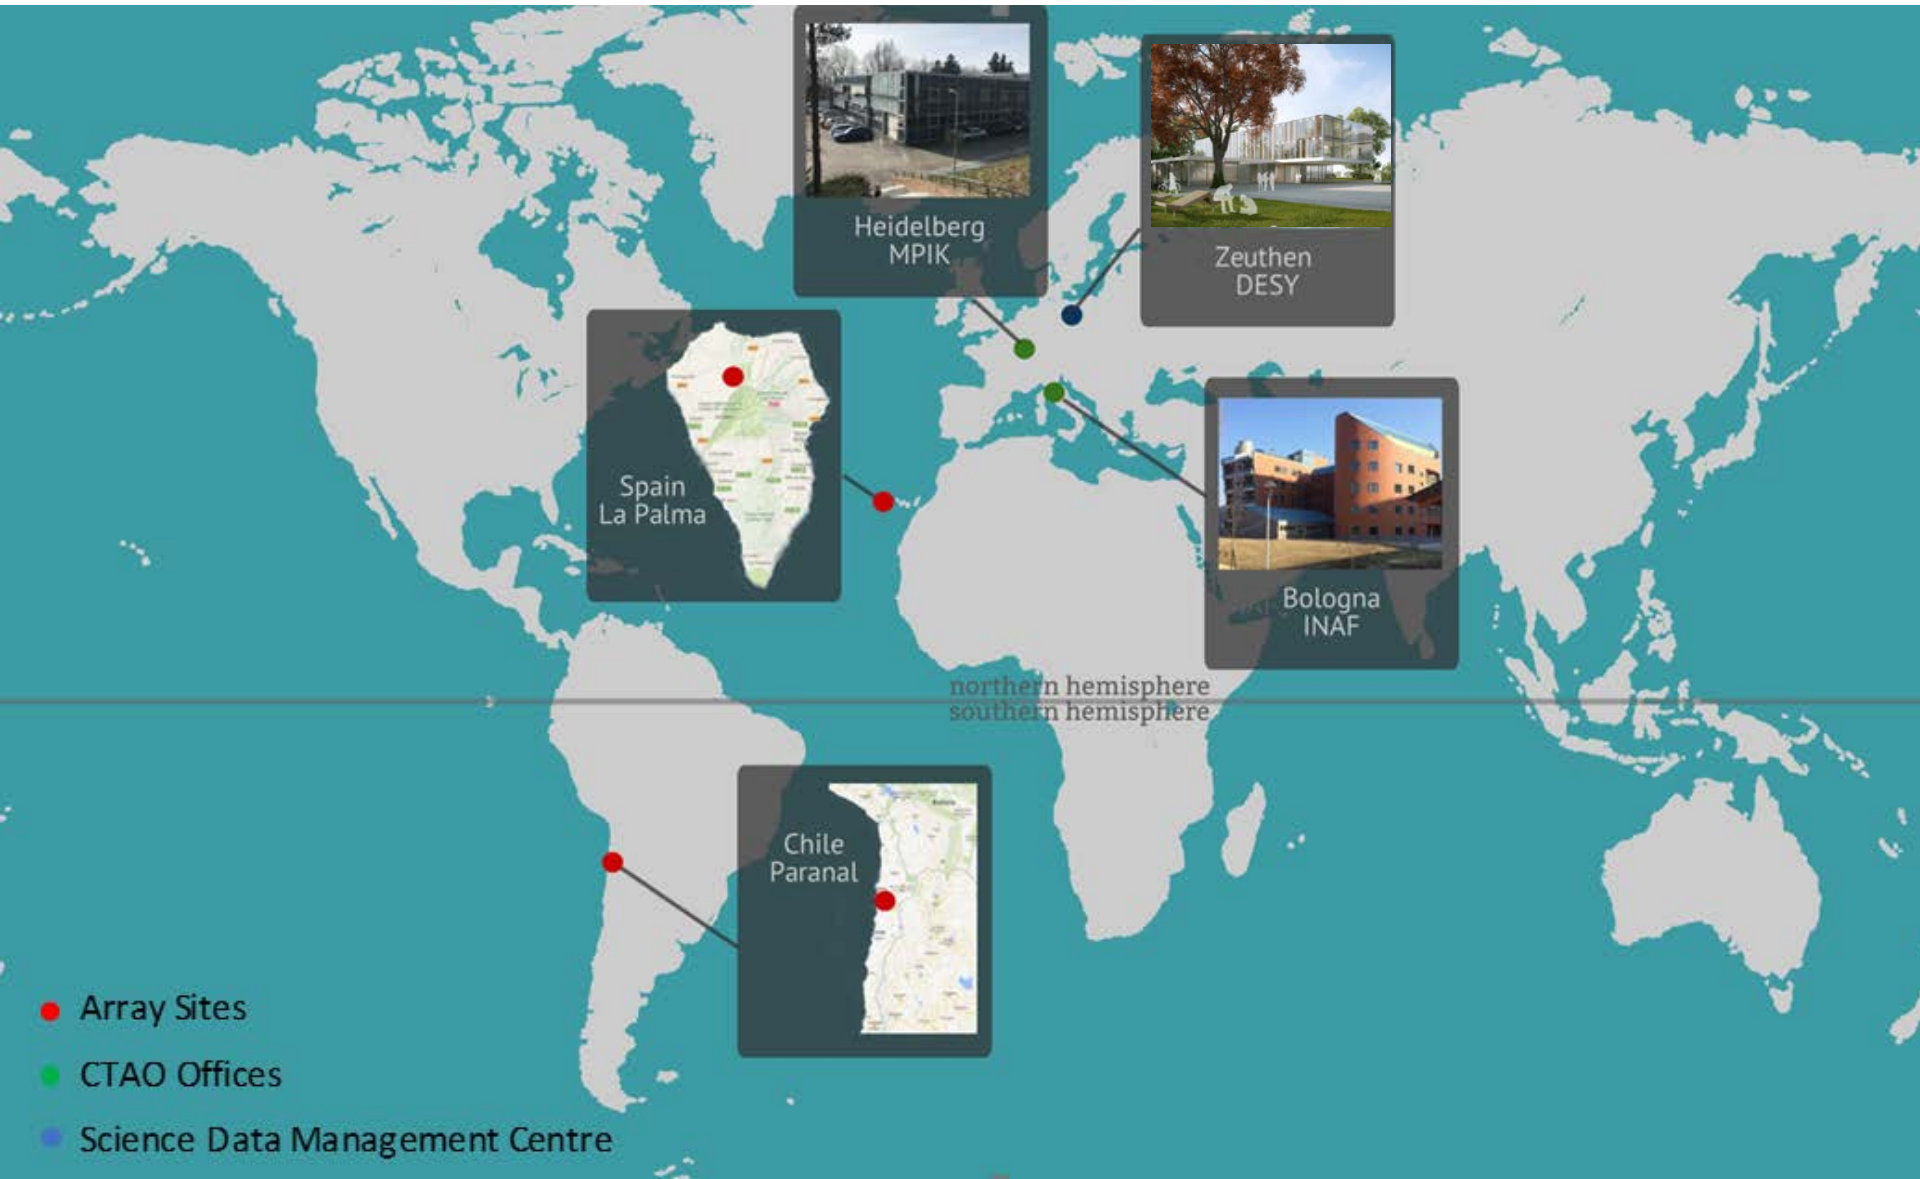 Heidelberg
MPIK
Zeuthen
DESY
Spain
La Palma
Bologna
INAF
northern hemisphere
southern hemisphere
Chile
Paranal
Array Sites
CTAO Offices
Science Data Management Centre